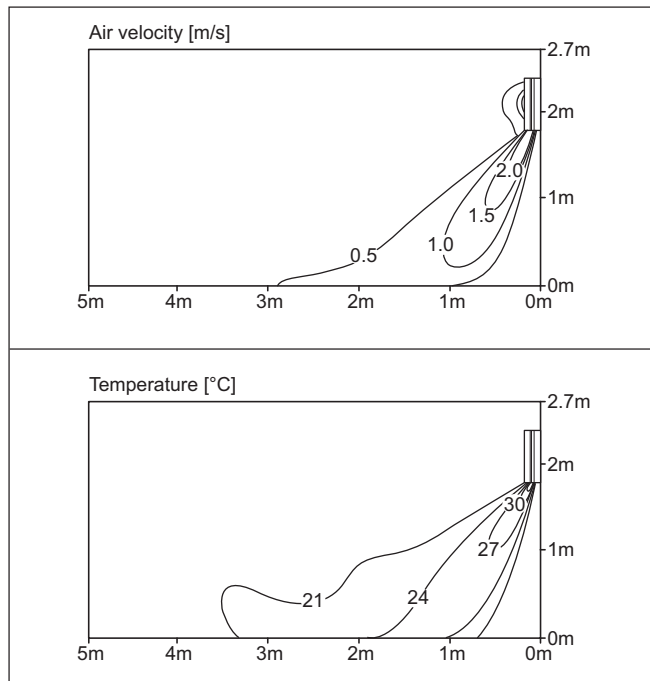 Air velocity [m/s]
2.7m
2m
2.0
1m
1.5
1.0
0.5
0m
5m 4m 3m 2m 1m 0m
Temperature [°C]
2.7m
2m
30
27 1m
21 24
0m
5m 4m 3m 2m 1m 0m